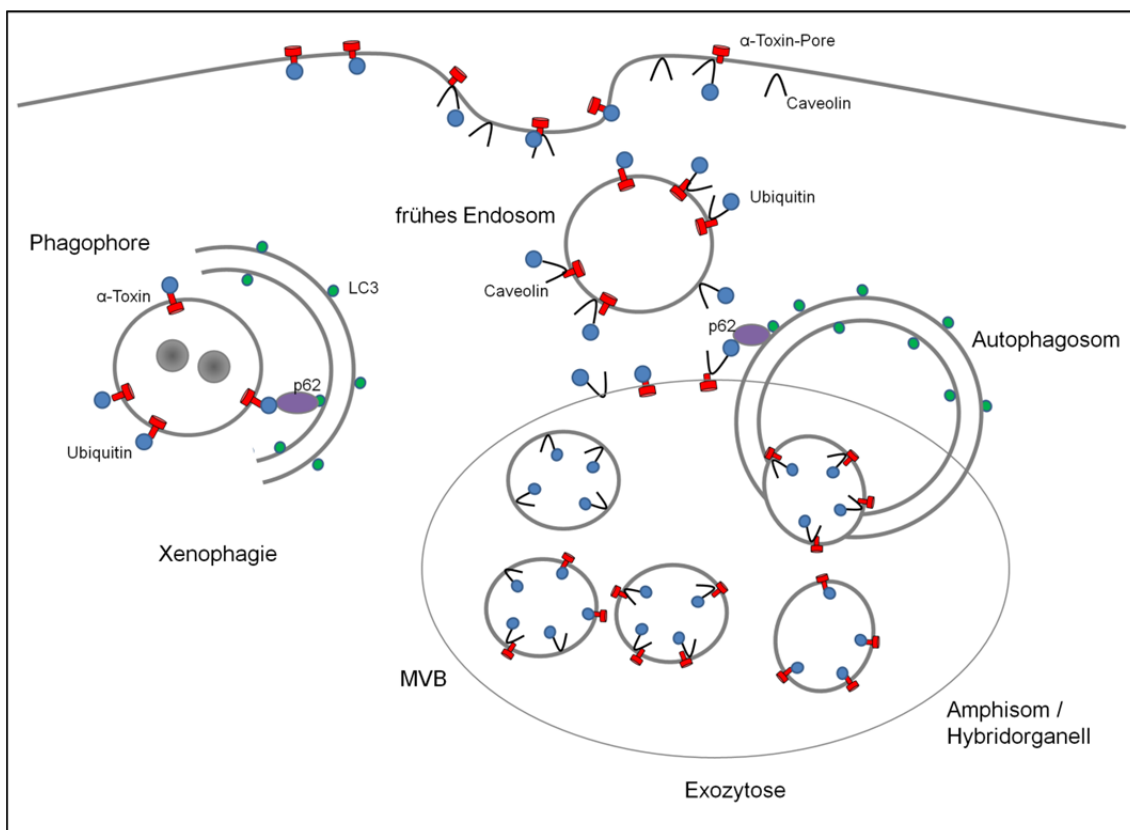 α-Toxin-Pore
Caveolin
Ubiquitin
frühes Endosom
Phagophore
α-Toxin
LC3
Caveolin
p62
Autophagosom
p62
Ubiquitin
Xenophagie
MVB
Amphisom /
Hybridorganell
Exozytose